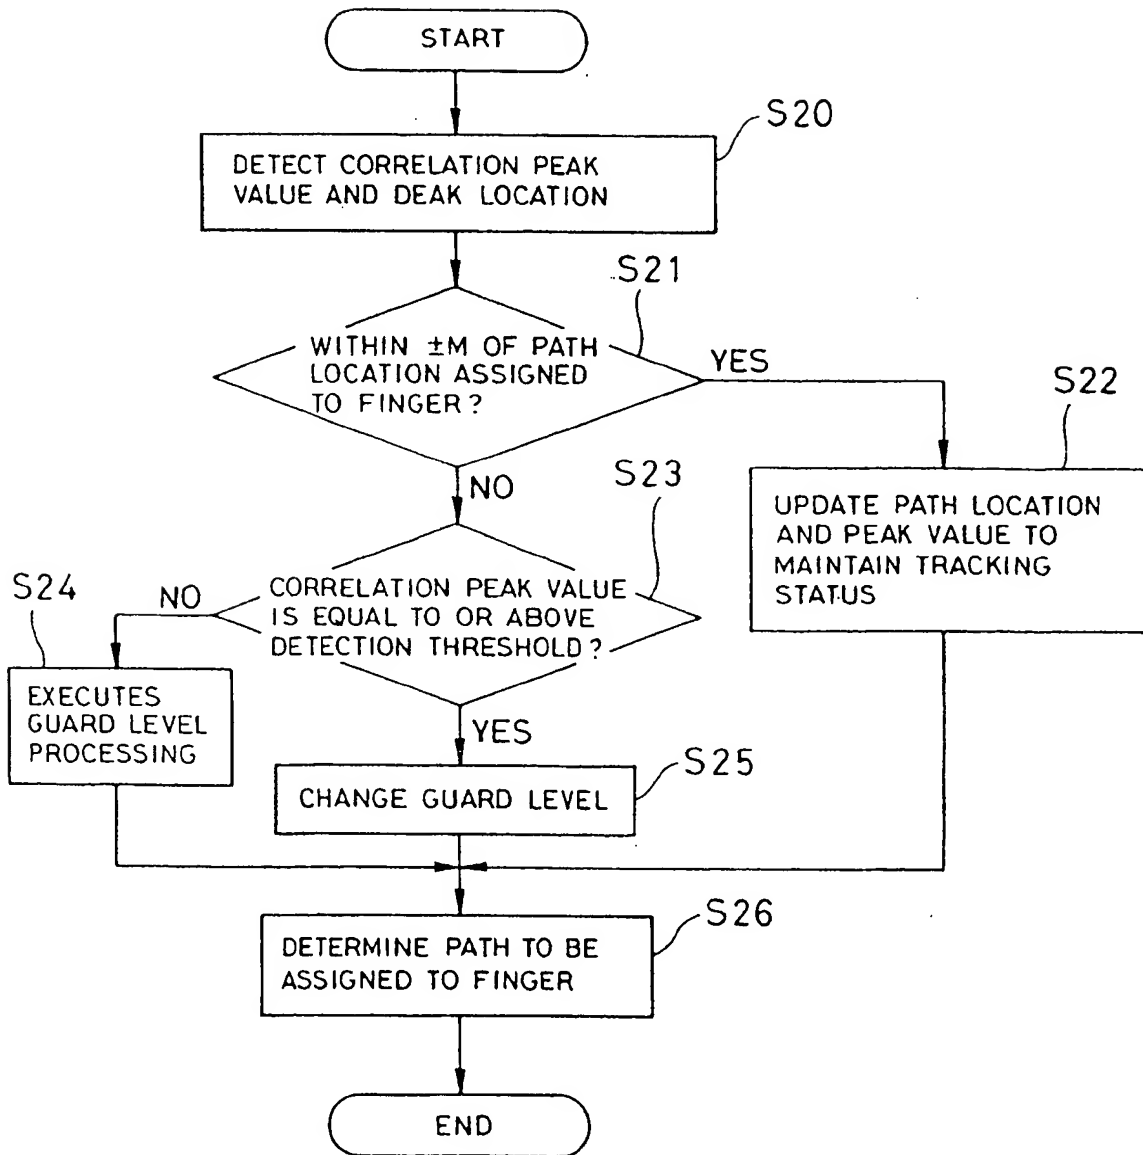 START
S20
DETECT CORRELATION PEAK
VALUE AND DEAK LOCATION
S21
WITHIN ±M OF PATH
LOCATION ASSIGNED
TO FINGER?
YES
S22
UPDATE PATH LOCATION
AND PEAK VALUE TO
MAINTAIN TRACKING
STATUS
NO
S23
CORRELATION PEAK VALUE
IS EQUAL TO OR ABOVE
DETECTION THRESHOLD?
NO
S24
EXECUTES
GUARD LEVEL
PROCESSING
YES
S25
CHANGE GUARD LEVEL
S26
DETERMINE PATH TO BE
ASSIGNED TO FINGER
END